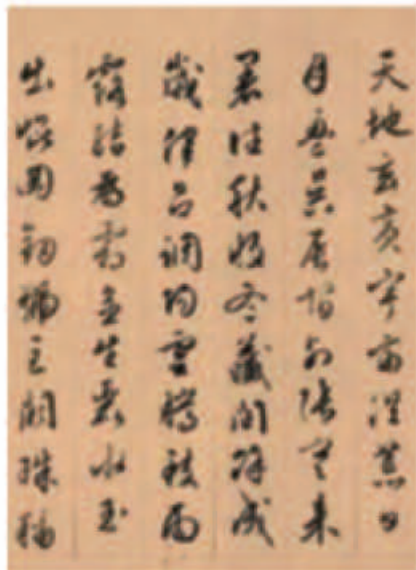 天地玄黃宇宙洪荒日
月盈昃辰宿列張寒来
暑往秋收冬藏閏餘成
歲律呂調陽雲騰致雨
露結為霜金生麗水玉
出崑岡劍號巨闕珠稱